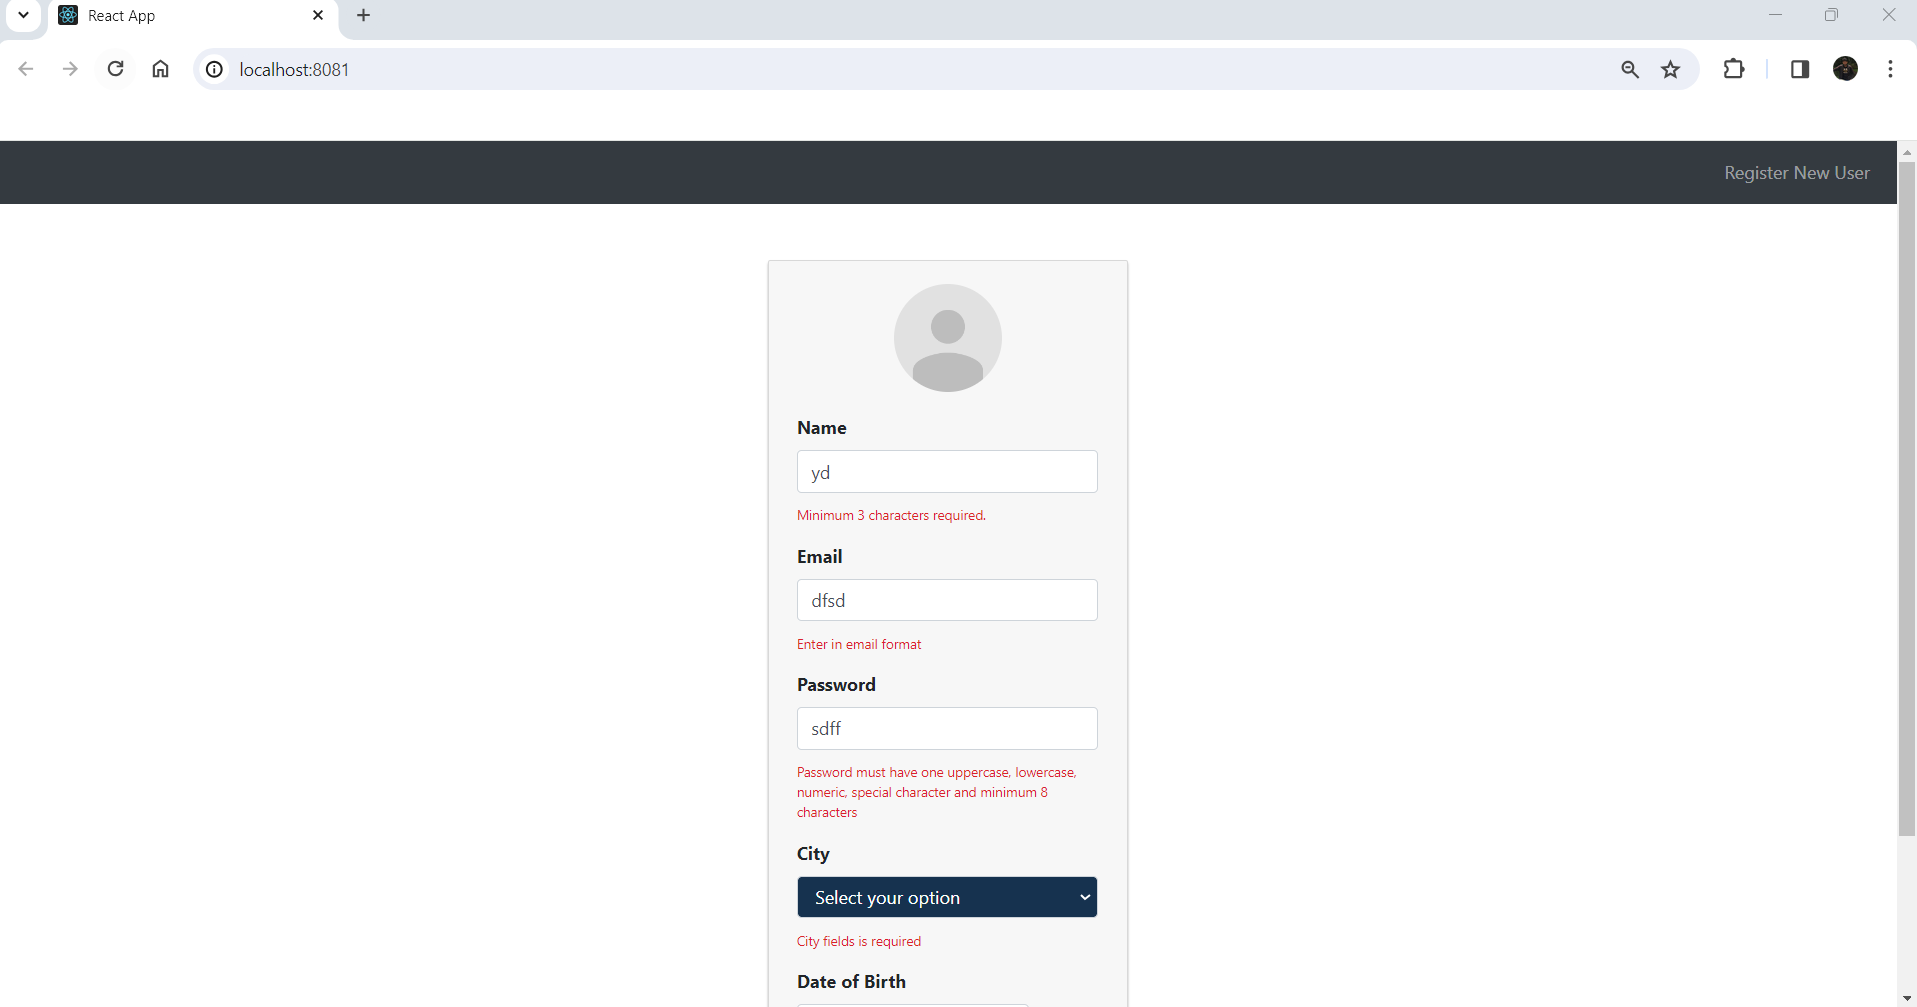 React App
localhost:8081
Register New User
Name
yd
Minimum 3 characters required.
Email
dfsd
Enter in email format
Password
sdff
Password must have one uppercase, lowercase,
numeric, special character and minimum 8
characters
City
Select your option
City fields is required
Date of Birth